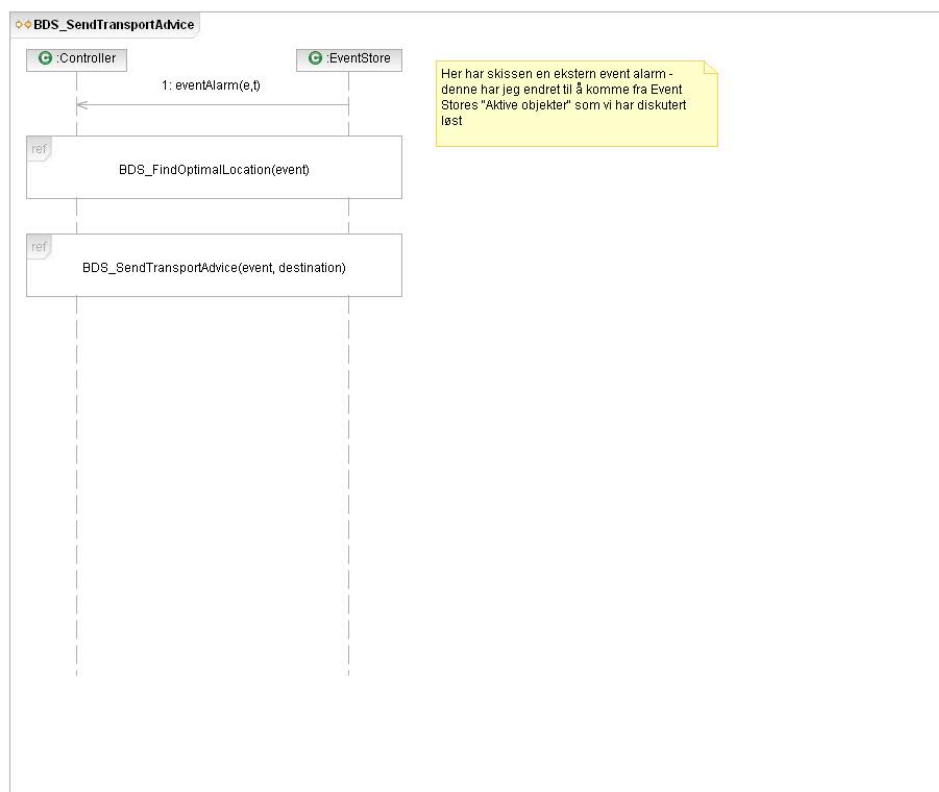 BDS_SendTransportAdvice
C :Controller
C :EventStore
1: eventAlarm(e,t)
Her har skissen en ekstern event alarm -
denne har jeg endret til å komme fra Event
Stores "Aktive objekter" som vi har diskutert
løst
ref
BDS_FindOptimalLocation(event)
ref
BDS_SendTransportAdvice(event, destination)